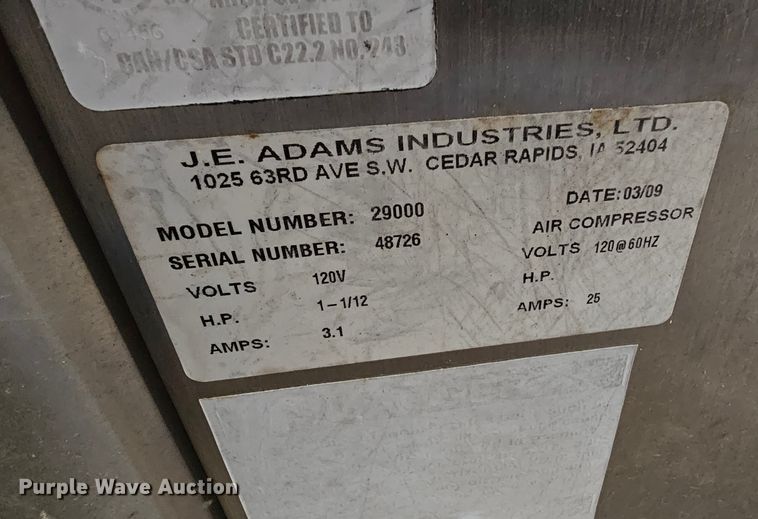 CERTIFIED TO
CAN/CSA STD C22.2 NO. 248
J.E. ADAMS INDUSTRIES, LTD.
1025 63RD AVE S.W. CEDAR RAPIDS, IA 52404
MODEL NUMBER: 29000
DATE: 03/09
SERIAL NUMBER: 48726
AIR COMPRESSOR
VOLTS 120V
VOLTS 120@60HZ
H.P. 1-1/12
H.P.
AMPS: 3.1
AMPS: 25
Purple Wave Auction